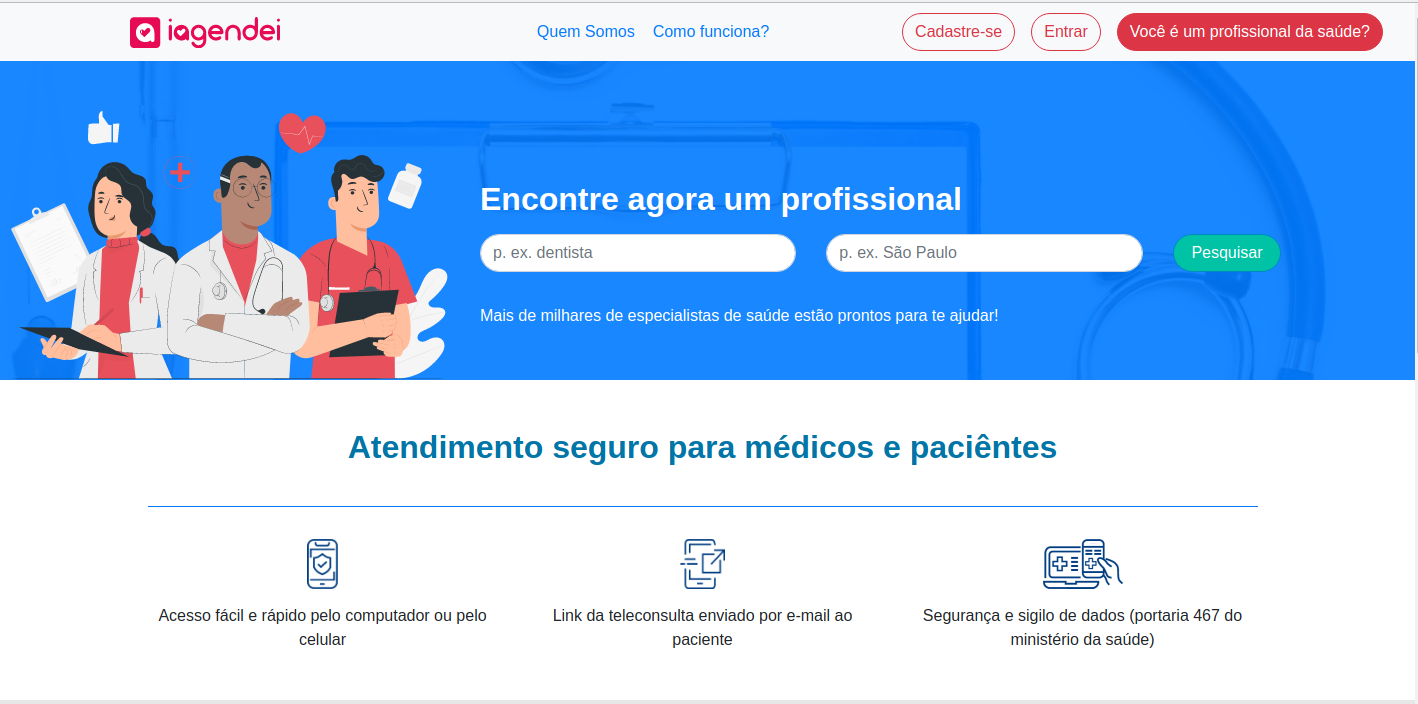 iagendei
Quem Somos
Como funciona?
Cadastre-se
Entrar
Você é um profissional da saúde?
Encontre agora um profissional
p. ex. dentista
p. ex. São Paulo
Pesquisar
Mais de milhares de especialistas de saúde estão prontos para te ajudar!
Atendimento seguro para médicos e paciêntes
Acesso fácil e rápido pelo computador ou pelo
celular
Link da teleconsulta enviado por e-mail ao
paciente
Segurança e sigilo de dados (portaria 467 do
ministério da saúde)